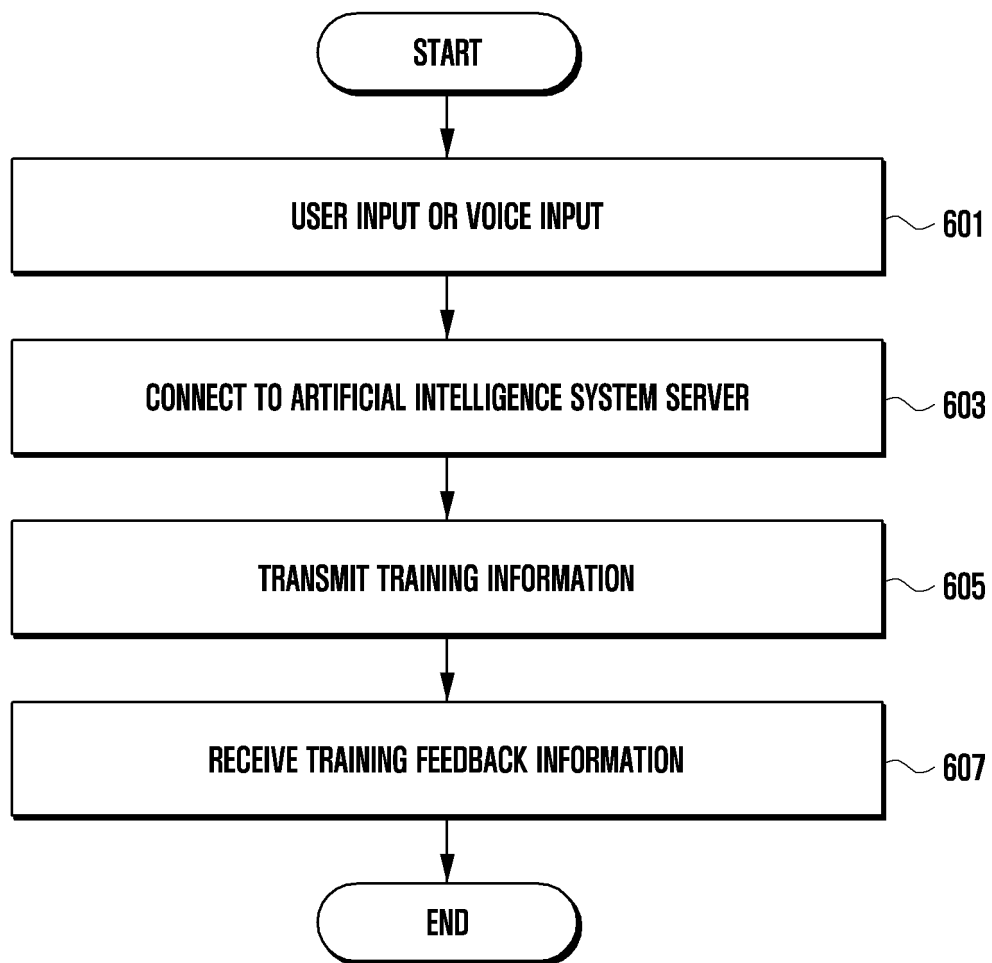 START
USER INPUT OR VOICE INPUT
601
CONNECT TO ARTIFICIAL INTELLIGENCE SYSTEM SERVER
603
TRANSMIT TRAINING INFORMATION
605
RECEIVE TRAINING FEEDBACK INFORMATION
607
END